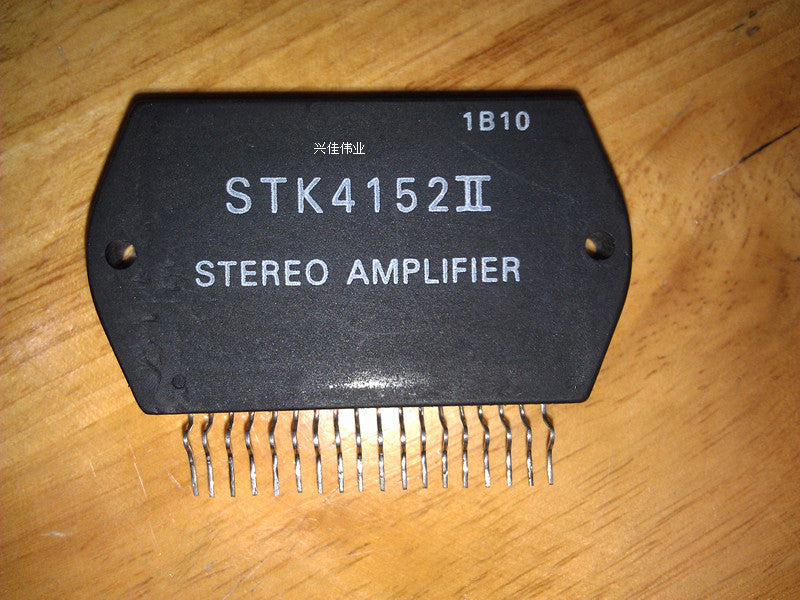 1B10
兴佳伟业
STK4152II
STEREO AMPLIFIER